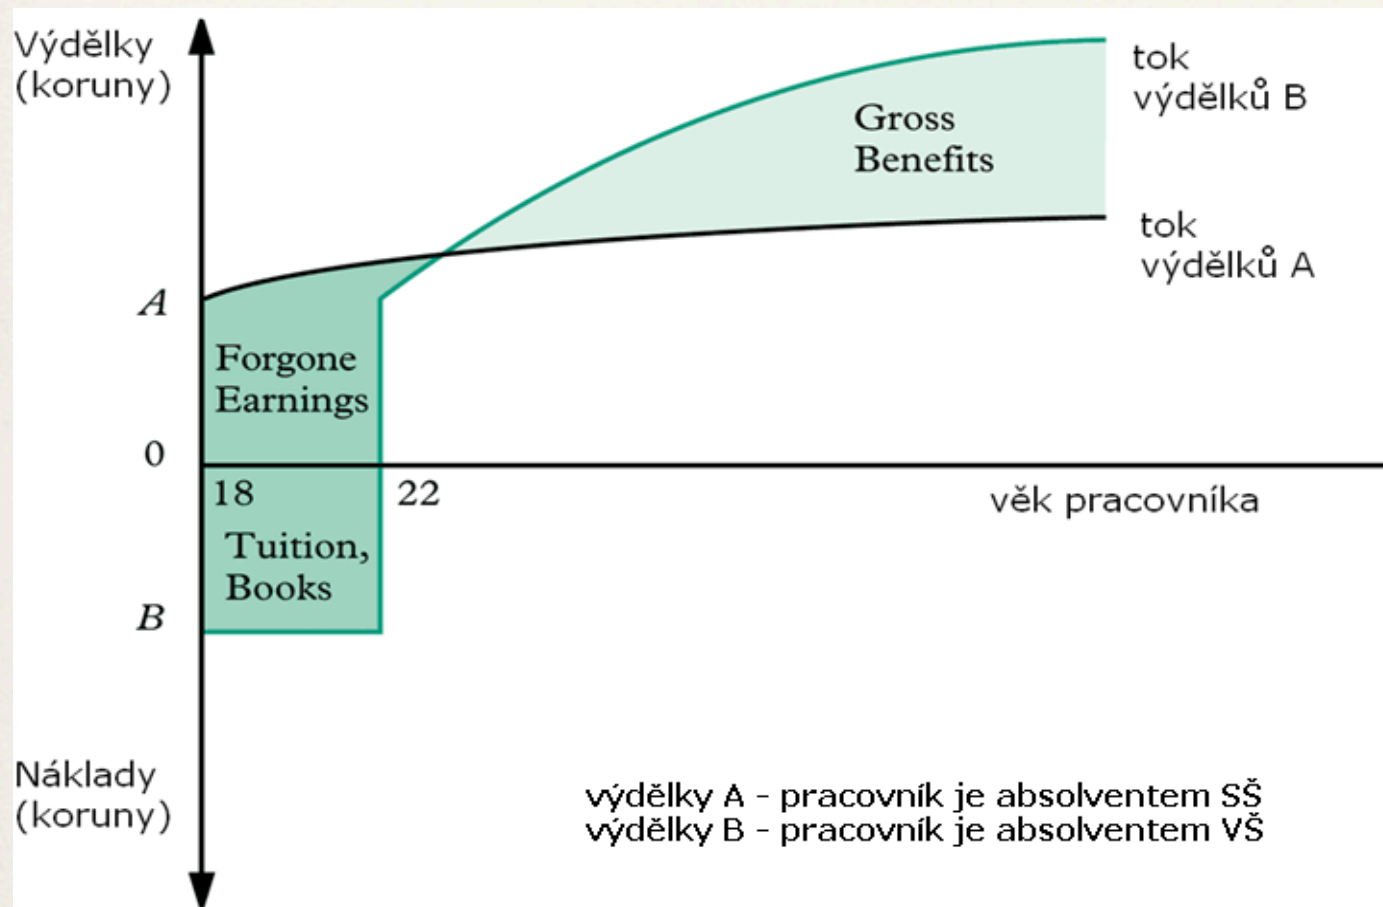 Výdělky
(koruny)
tok
výdělků B
Gross
Benefits
tok
výdělků A
A
Forgone
Earnings
0
18
22
věk pracovníka
Tuition,
Books
B
Náklady
(koruny)
výdělky A - pracovník je absolventem SŠ
výdělky B - pracovník je absolventem VŠ